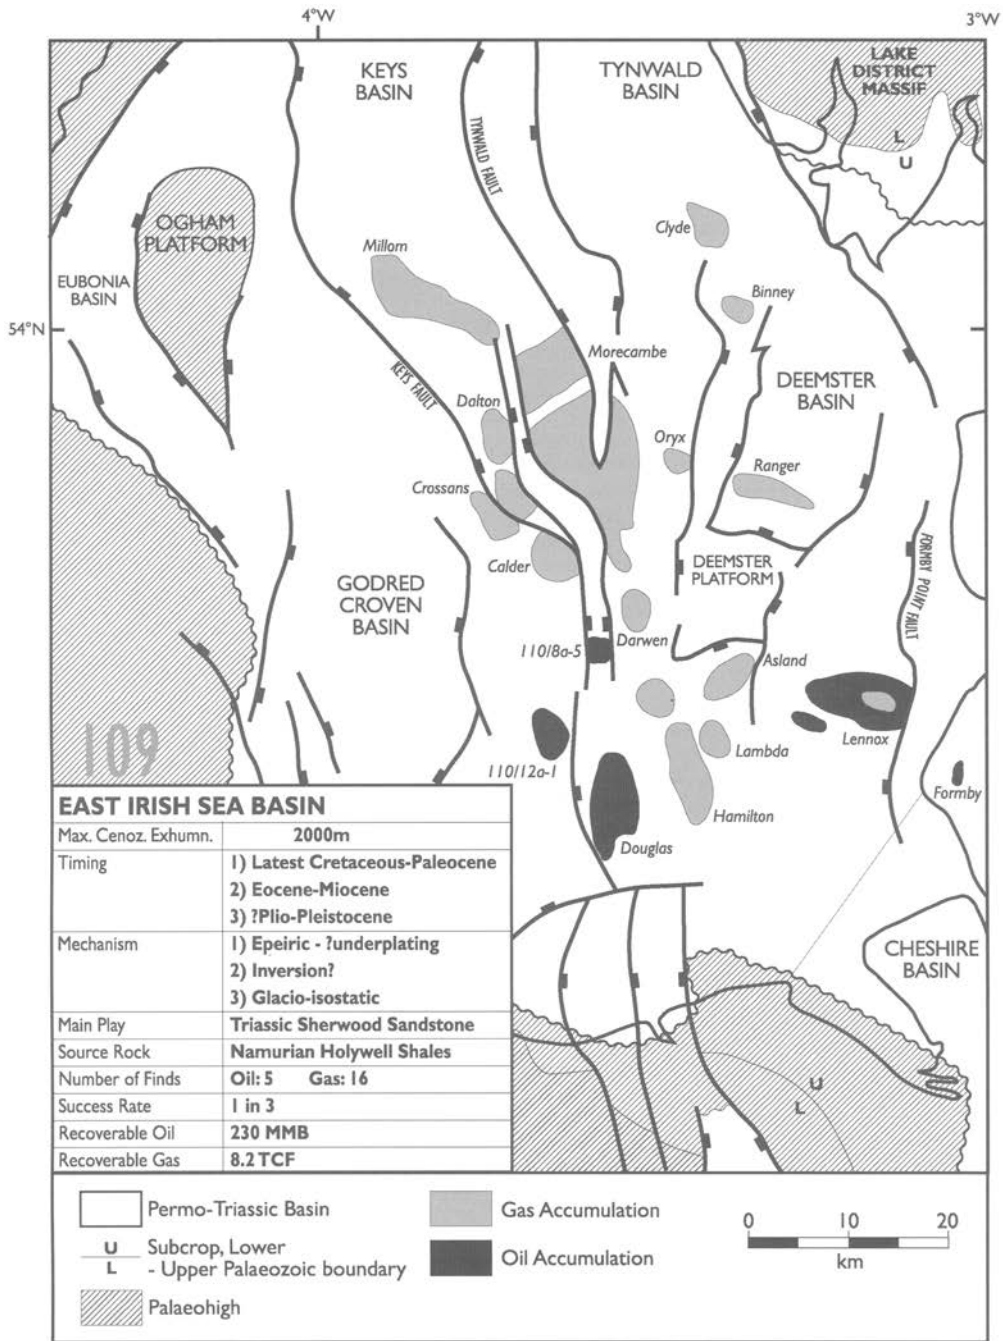 4°W
3°W
KEYS
BASIN
TYNWALD
BASIN
LAKE
DISTRICT
MASSIF
L
U
TYNWALD FAULT
OGHAM
PLATFORM
Clyde
Millom
EUBONIA
BASIN
Binney
54°N
Morecambe
KEYS FAULT
DEEMSTER
BASIN
Dalton
Oryx
Ranger
Crossans
FORMBY POINT FAULT
Calder
DEEMSTER
PLATFORM
GODRED
CROVEN
BASIN
Darwen
110/8a-5
Asland
109
Lambda
Lennox
110/12a-1
Formby
Hamilton
Douglas
CHESHIRE
BASIN
U
L
EAST IRISH SEA BASIN
Max. Cenoz. Exhumn. 2000m
Timing 1) Latest Cretaceous-Paleocene
2) Eocene-Miocene
3) ?Plio-Pleistocene
Mechanism 1) Epeiric - ?underplating
2) Inversion?
3) Glacio-isostatic
Main Play Triassic Sherwood Sandstone
Source Rock Namurian Holywell Shales
Number of Finds Oil: 5 Gas: 16
Success Rate 1 in 3
Recoverable Oil 230 MMB
Recoverable Gas 8.2 TCF
Permo-Triassic Basin
Gas Accumulation
0 10 20
km
U Subcrop, Lower
L - Upper Palaeozoic boundary
Oil Accumulation
Palaeohigh